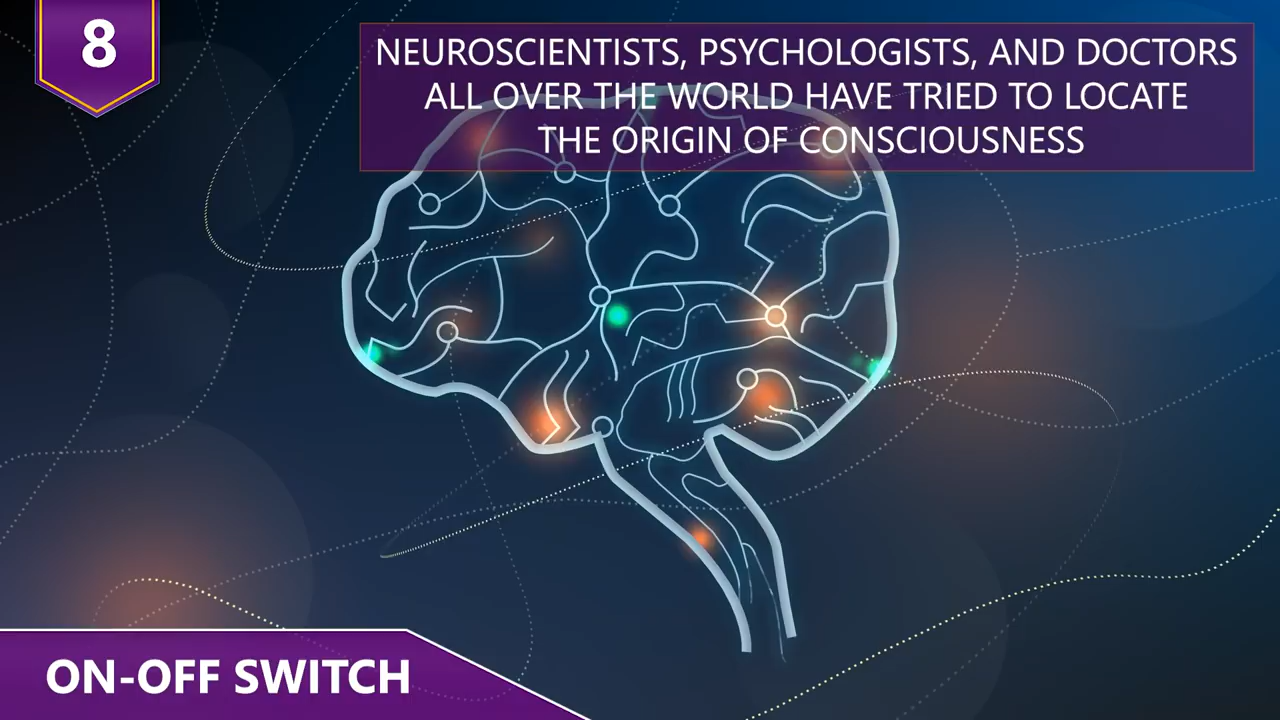 8
NEUROSCIENTISTS, PSYCHOLOGISTS, AND DOCTORS
ALL OVER THE WORLD HAVE TRIED TO LOCATE
THE ORIGIN OF CONSCIOUSNESS
ON-OFF SWITCH